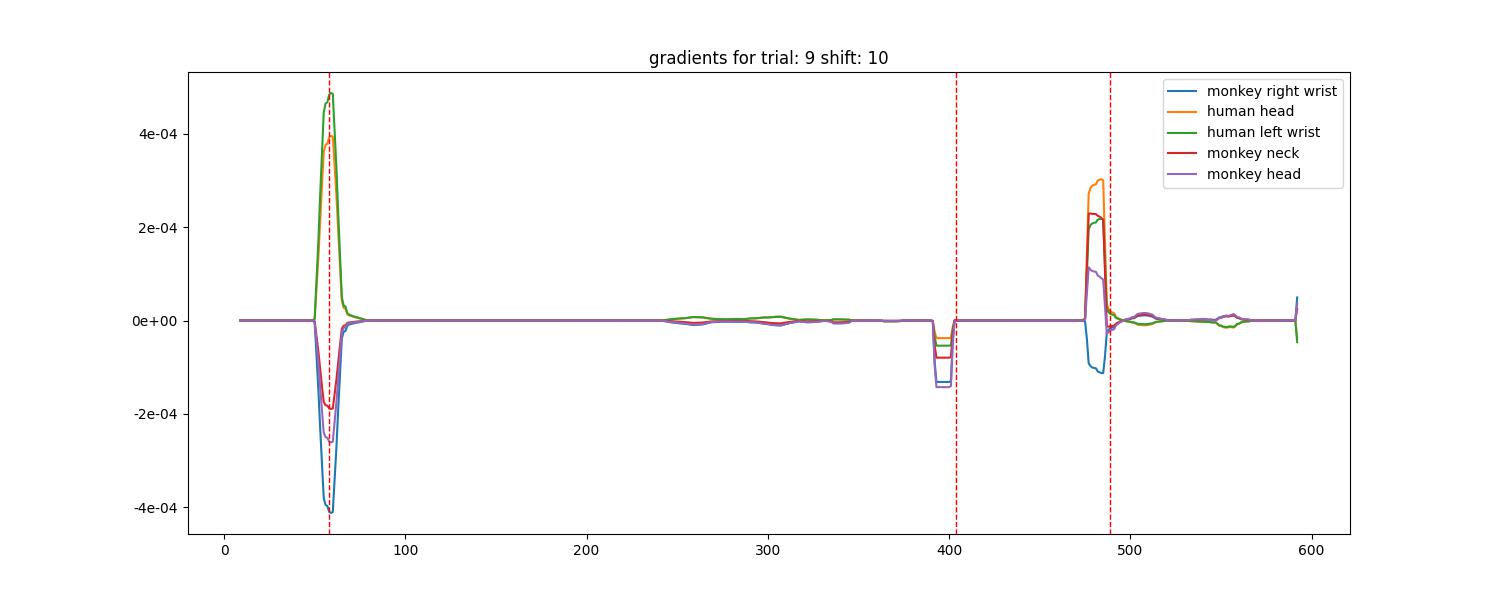 gradients for trial: 9 shift: 10
monkey right wrist
human head
human left wrist
monkey neck
monkey head
4e-04
2e-04
0e+00
-2e-04
-4e-04
0 100 200 300 400 500 600